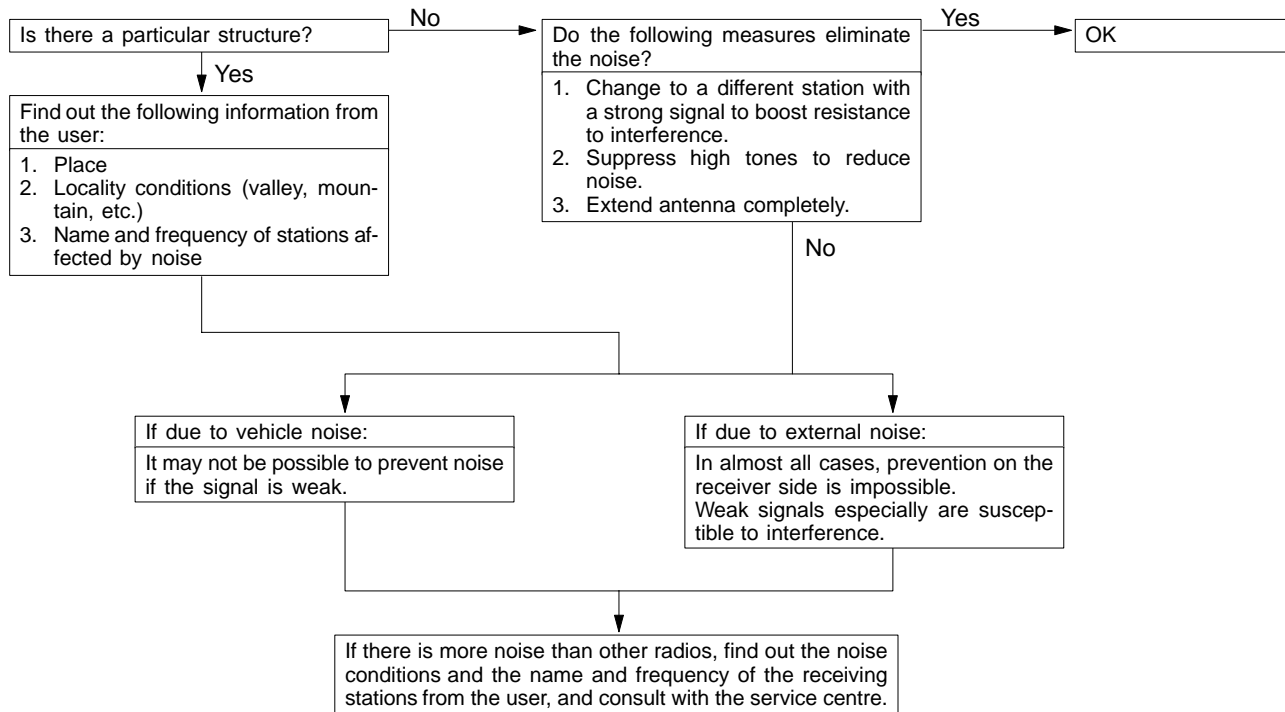 Is there a particular structure?
No
Do the following measures eliminate
the noise?
Yes
OK
1. Change to a different station with
a strong signal to boost resistance
to interference.
2. Suppress high tones to reduce
noise.
3. Extend antenna completely.
Yes
Find out the following information from
the user:
1. Place
2. Locality conditions (valley, moun-
tain, etc.)
3. Name and frequency of stations af-
fected by noise
No
If due to vehicle noise:
It may not be possible to prevent noise
if the signal is weak.
If due to external noise:
In almost all cases, prevention on the
receiver side is impossible.
Weak signals especially are suscep-
tible to interference.
If there is more noise than other radios, find out the noise
conditions and the name and frequency of the receiving
stations from the user, and consult with the service centre.